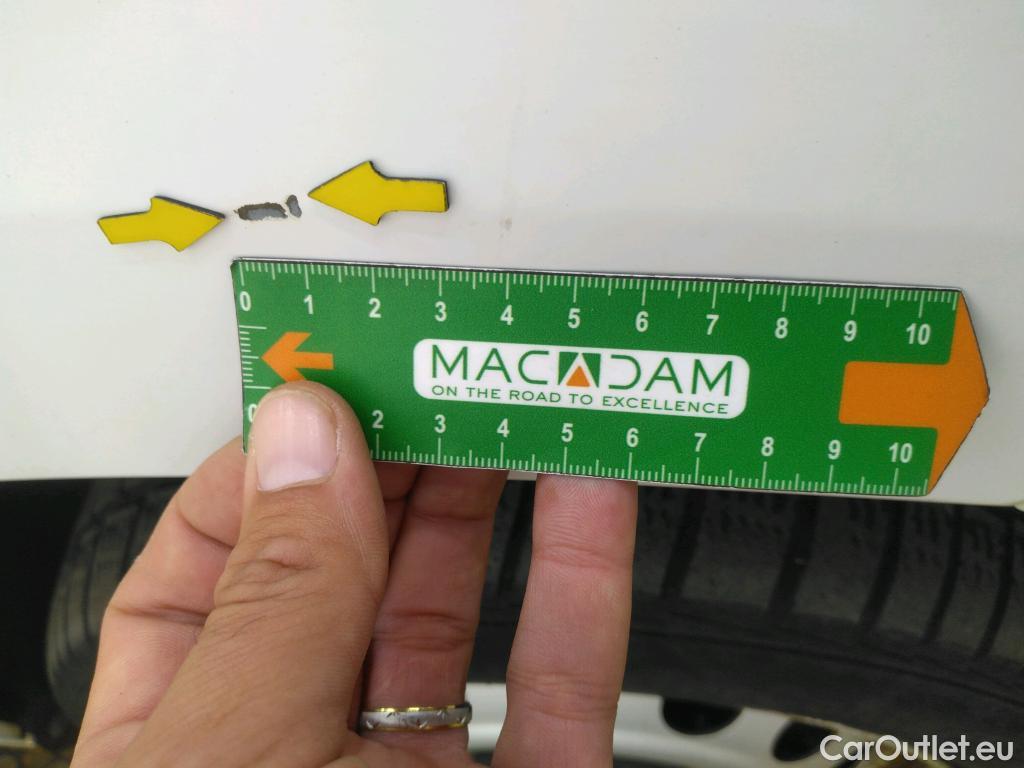 0 1 2 3 4 5 6 7 8 9 10
MACADAM
ON THE ROAD TO EXCELLENCE
0 2 3 4 5 6 7 8 9 10
CarOutlet.eu